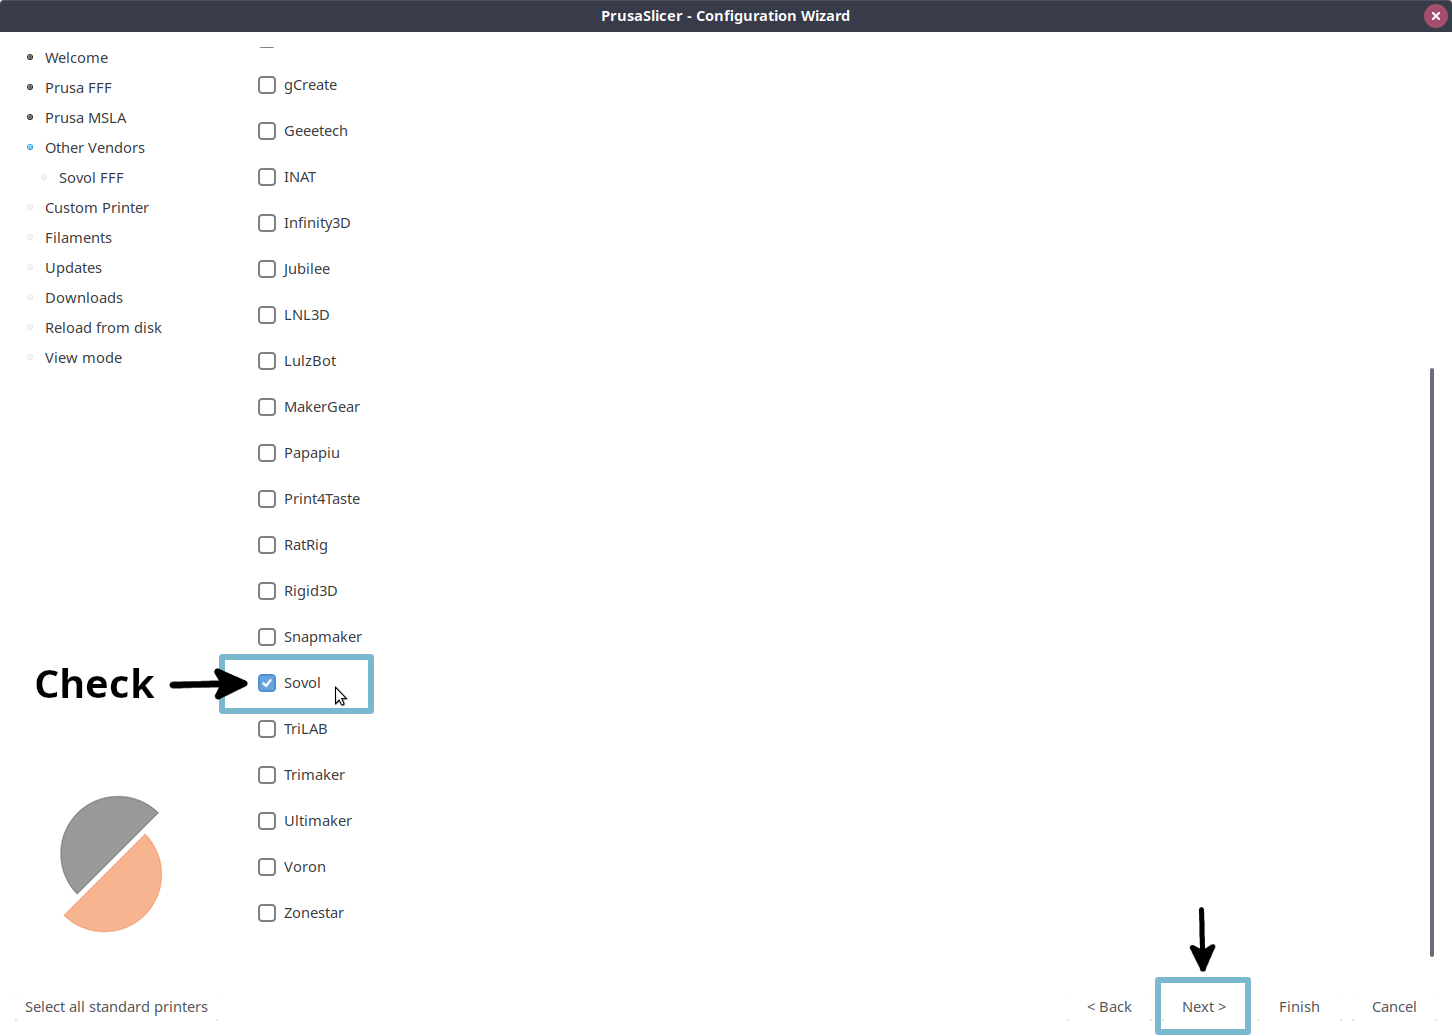 PrusaSlicer - Configuration Wizard
Welcome
Prusa FFF
Prusa MSLA
Other Vendors
Sovol FFF
Custom Printer
Filaments
Updates
Downloads
Reload from disk
View mode
gCreate
Geeetech
INAT
Infinity3D
Jubilee
LNL3D
LulzBot
MakerGear
Papapiu
Print4Taste
RatRig
Rigid3D
Snapmaker
Check
Sovol
TriLAB
Trimaker
Ultimaker
Voron
Zonestar
Select all standard printers
< Back
Next >
Finish
Cancel